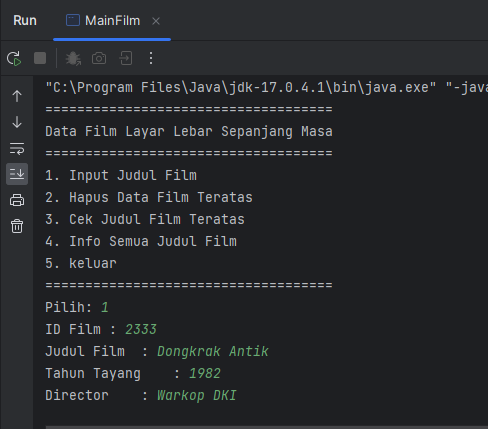 Run MainFilm
"C:\Program Files\Java\jdk-17.0.4.1\bin\java.exe" "-java
====================================
Data Film Layar Lebar Sepanjang Masa
====================================
1. Input Judul Film
2. Hapus Data Film Teratas
3. Cek Judul Film Teratas
4. Info Semua Judul Film
5. keluar
====================================
Pilih: 1
ID Film : 2333
Judul Film  : Dongkrak Antik
Tahun Tayang    : 1982
Director    : Warkop DKI